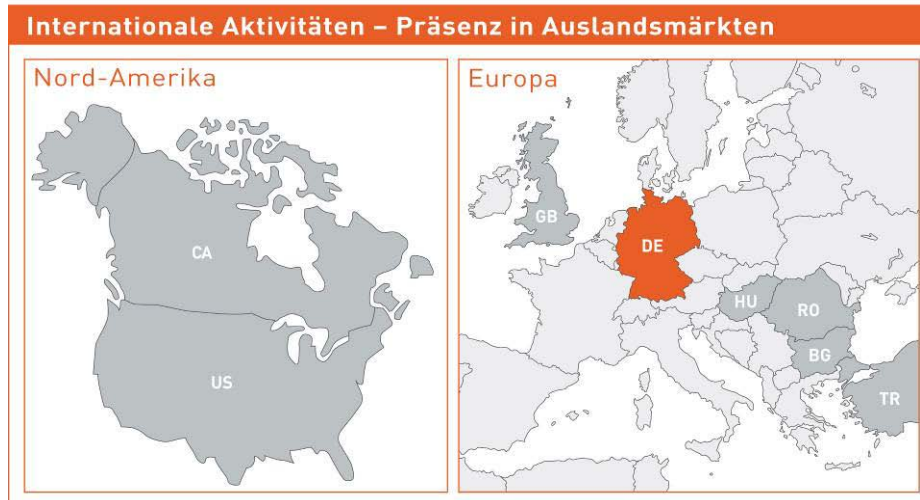 Internationale Aktivitäten – Präsenz in Auslandsmärkten
Nord-Amerika
CA
US
Europa
GB
DE
HU
RO
BG
TR